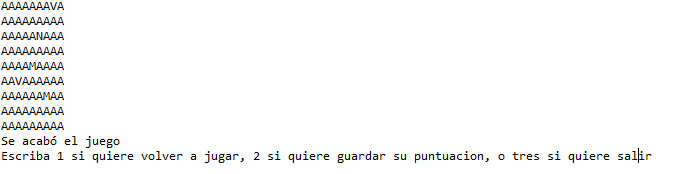 AAAAAAAVA
AAAAAAAAA
AAAAANAAA
AAAAAAAAA
AAAAMAAAA
AAVAAAAAA
AAAAAAMAA
AAAAAAAAA
AAAAAAAAA
Se acabó el juego
Escriba 1 si quiere volver a jugar, 2 si quiere guardar su puntuacion, o tres si quiere salir